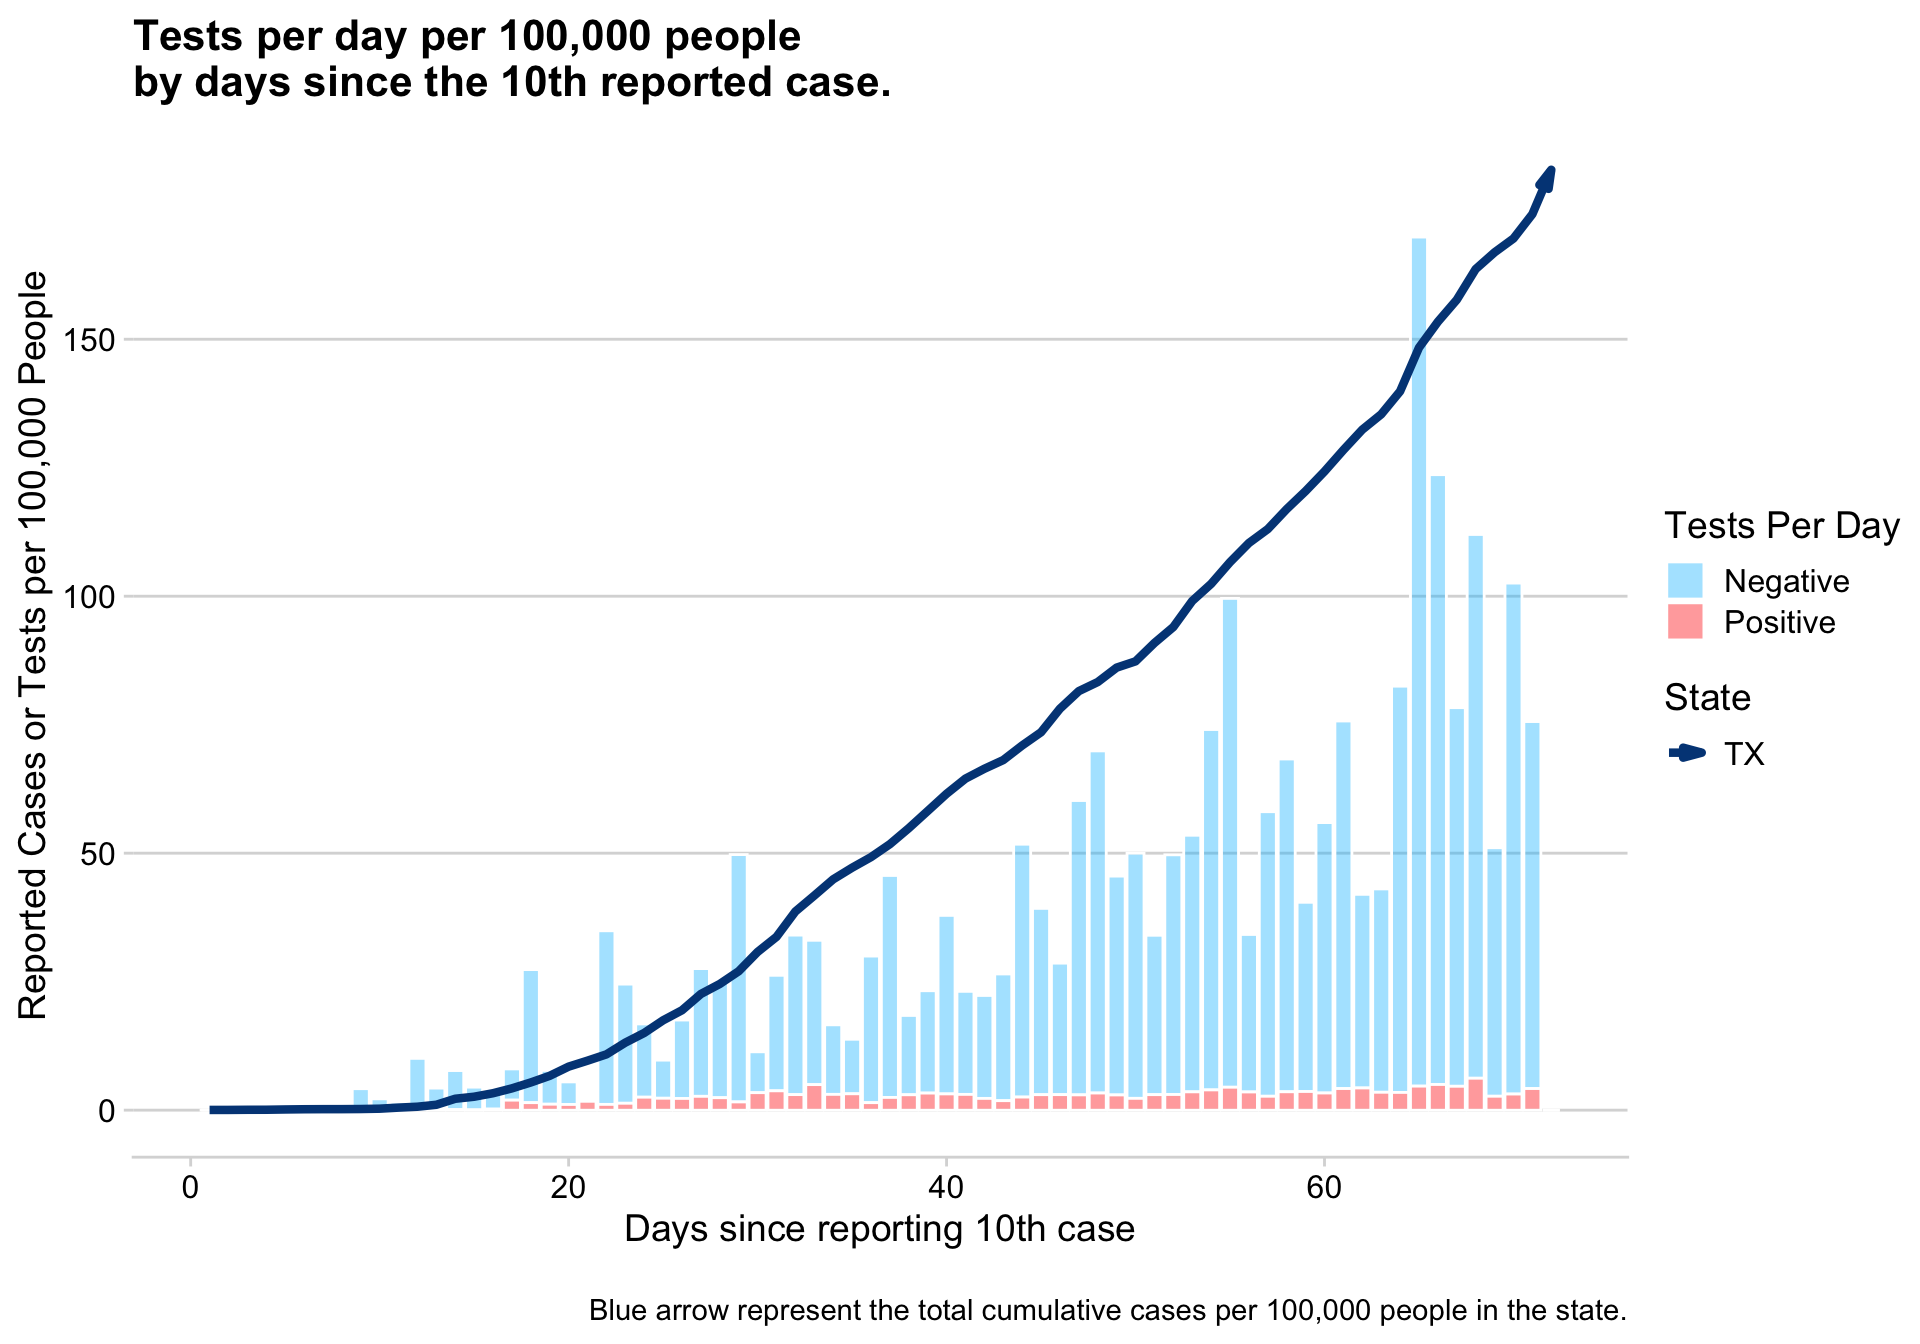 Tests per day per 100,000 people
by days since the 10th reported case.
Reported Cases or Tests per 100,000 People
150
100
50
0
0
20
40
60
Days since reporting 10th case
Tests Per Day
Negative
Positive
State
TX
Blue arrow represent the total cumulative cases per 100,000 people in the state.